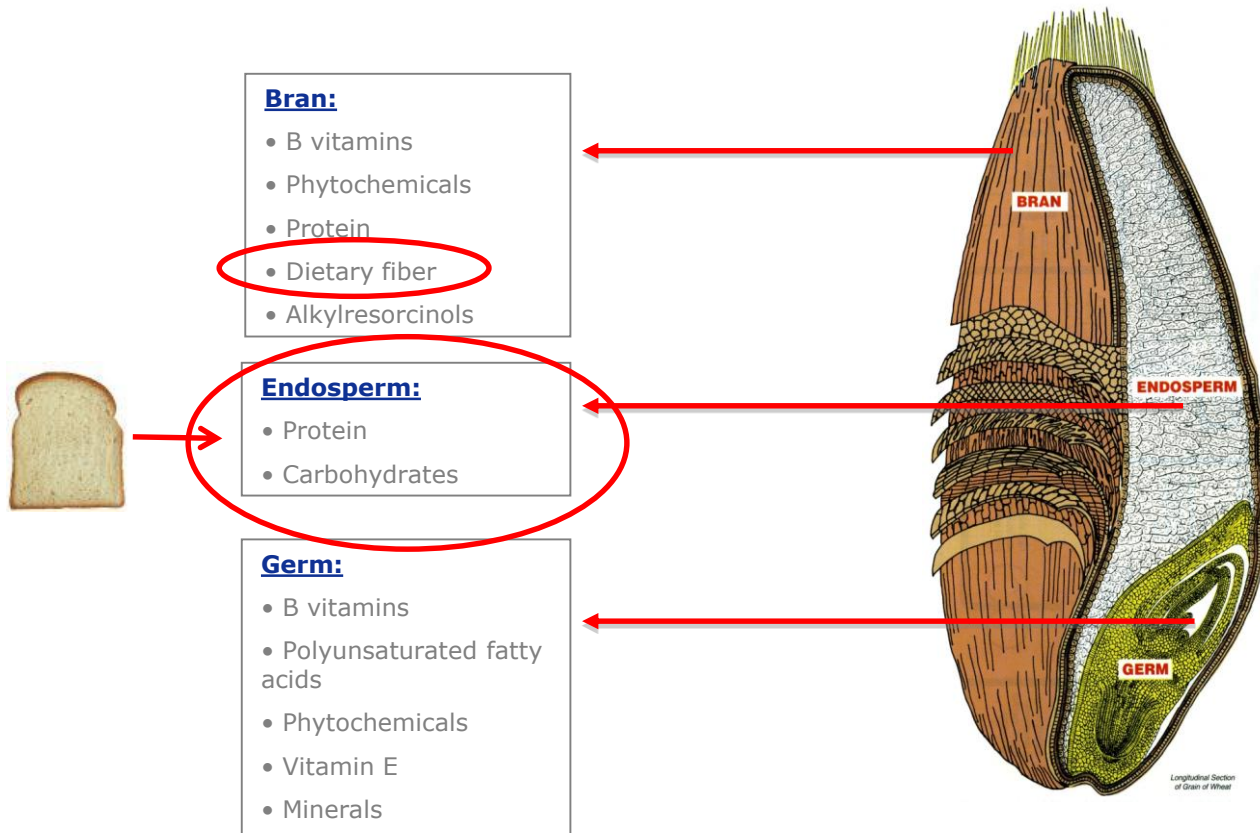 Bran:
• B vitamins
• Phytochemicals
• Protein
• Dietary fiber
• Alkylresorcinols
Endosperm:
• Protein
• Carbohydrates
Germ:
• B vitamins
• Polyunsaturated fatty
acids
• Phytochemicals
• Vitamin E
• Minerals
BRAN
ENDOSPERM
GERM
Longitudinal Section
of Grain of Wheat